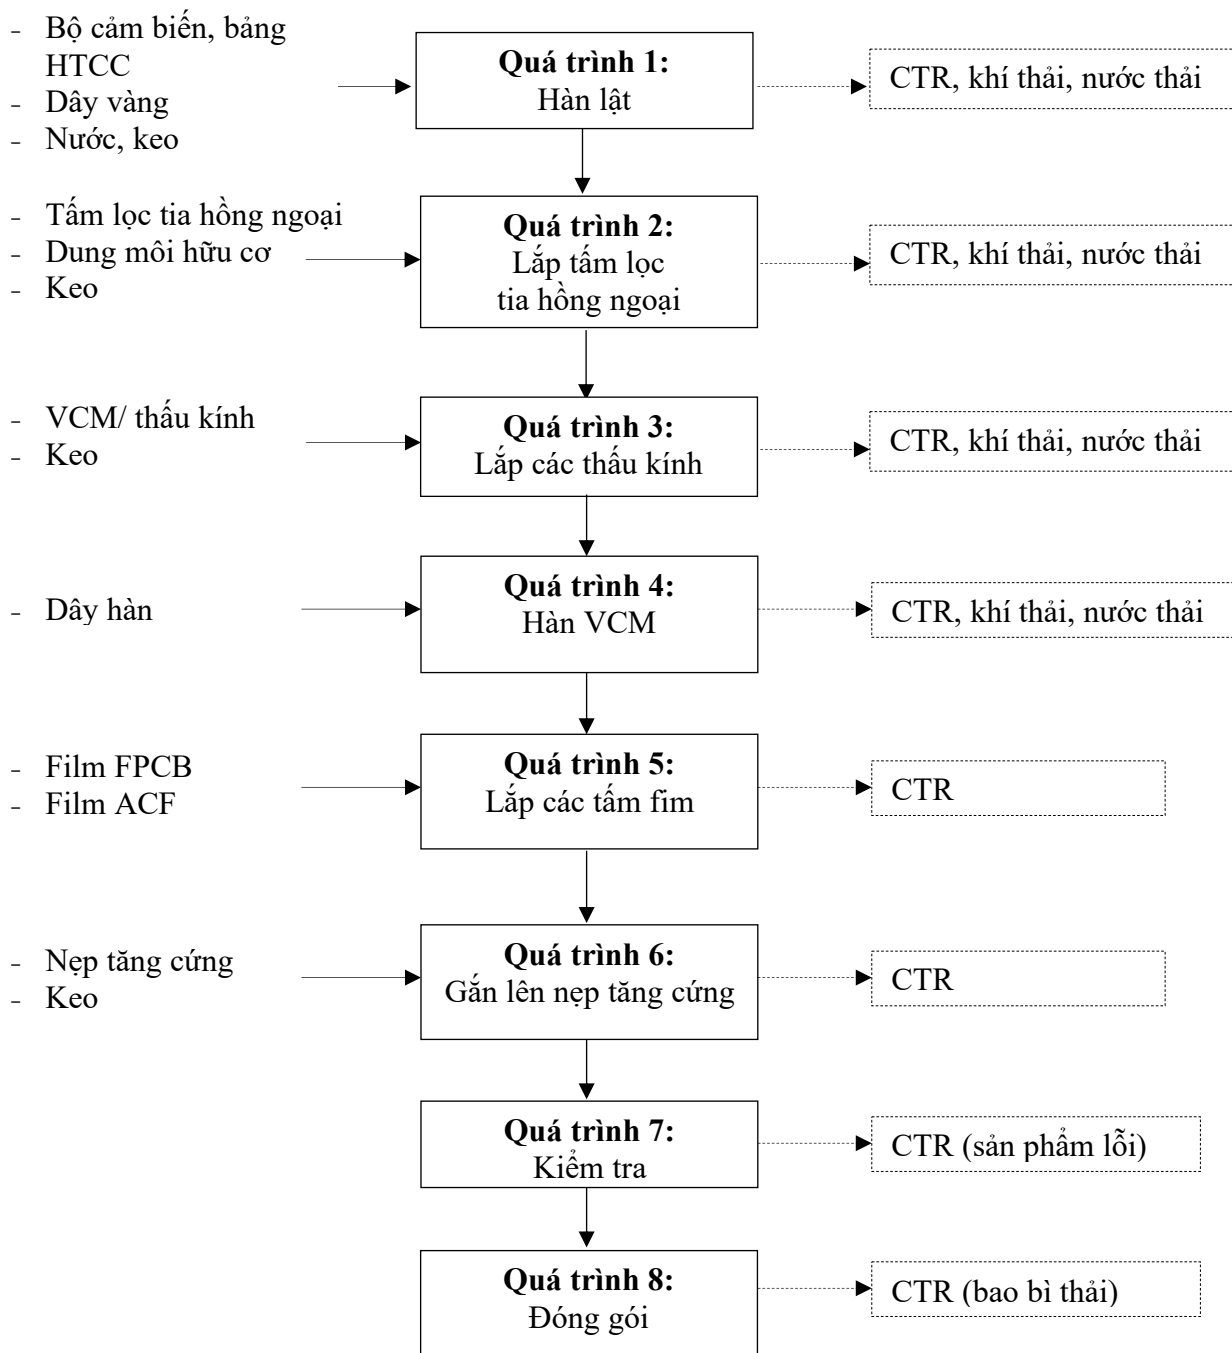 - Bộ cảm biến, bảng
HTCC
- Dây vàng
- Nước, keo
Quá trình 1:
Hàn lật
CTR, khí thải, nước thải
- Tấm lọc tia hồng ngoại
- Dung môi hữu cơ
- Keo
Quá trình 2:
Lắp tấm lọc
tia hồng ngoại
CTR, khí thải, nước thải
- VCM/ thấu kính
- Keo
Quá trình 3:
Lắp các thấu kính
CTR, khí thải, nước thải
- Dây hàn
Quá trình 4:
Hàn VCM
CTR, khí thải, nước thải
- Film FPCB
- Film ACF
Quá trình 5:
Lắp các tấm fim
CTR
- Nẹp tăng cứng
- Keo
Quá trình 6:
Gắn lên nẹp tăng cứng
CTR
Quá trình 7:
Kiểm tra
CTR (sản phẩm lỗi)
Quá trình 8:
Đóng gói
CTR (bao bì thải)